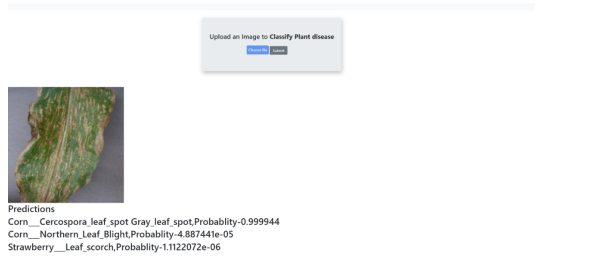 Upload an Image to Classify Plant disease
Choose file Submit
Predictions
Corn___Cercospora_leaf_spot Gray_leaf_spot,Probablity-0.999944
Corn___Northern_Leaf_Blight,Probablity-4.887441e-05
Strawberry___Leaf_scorch,Probablity-1.1122072e-06